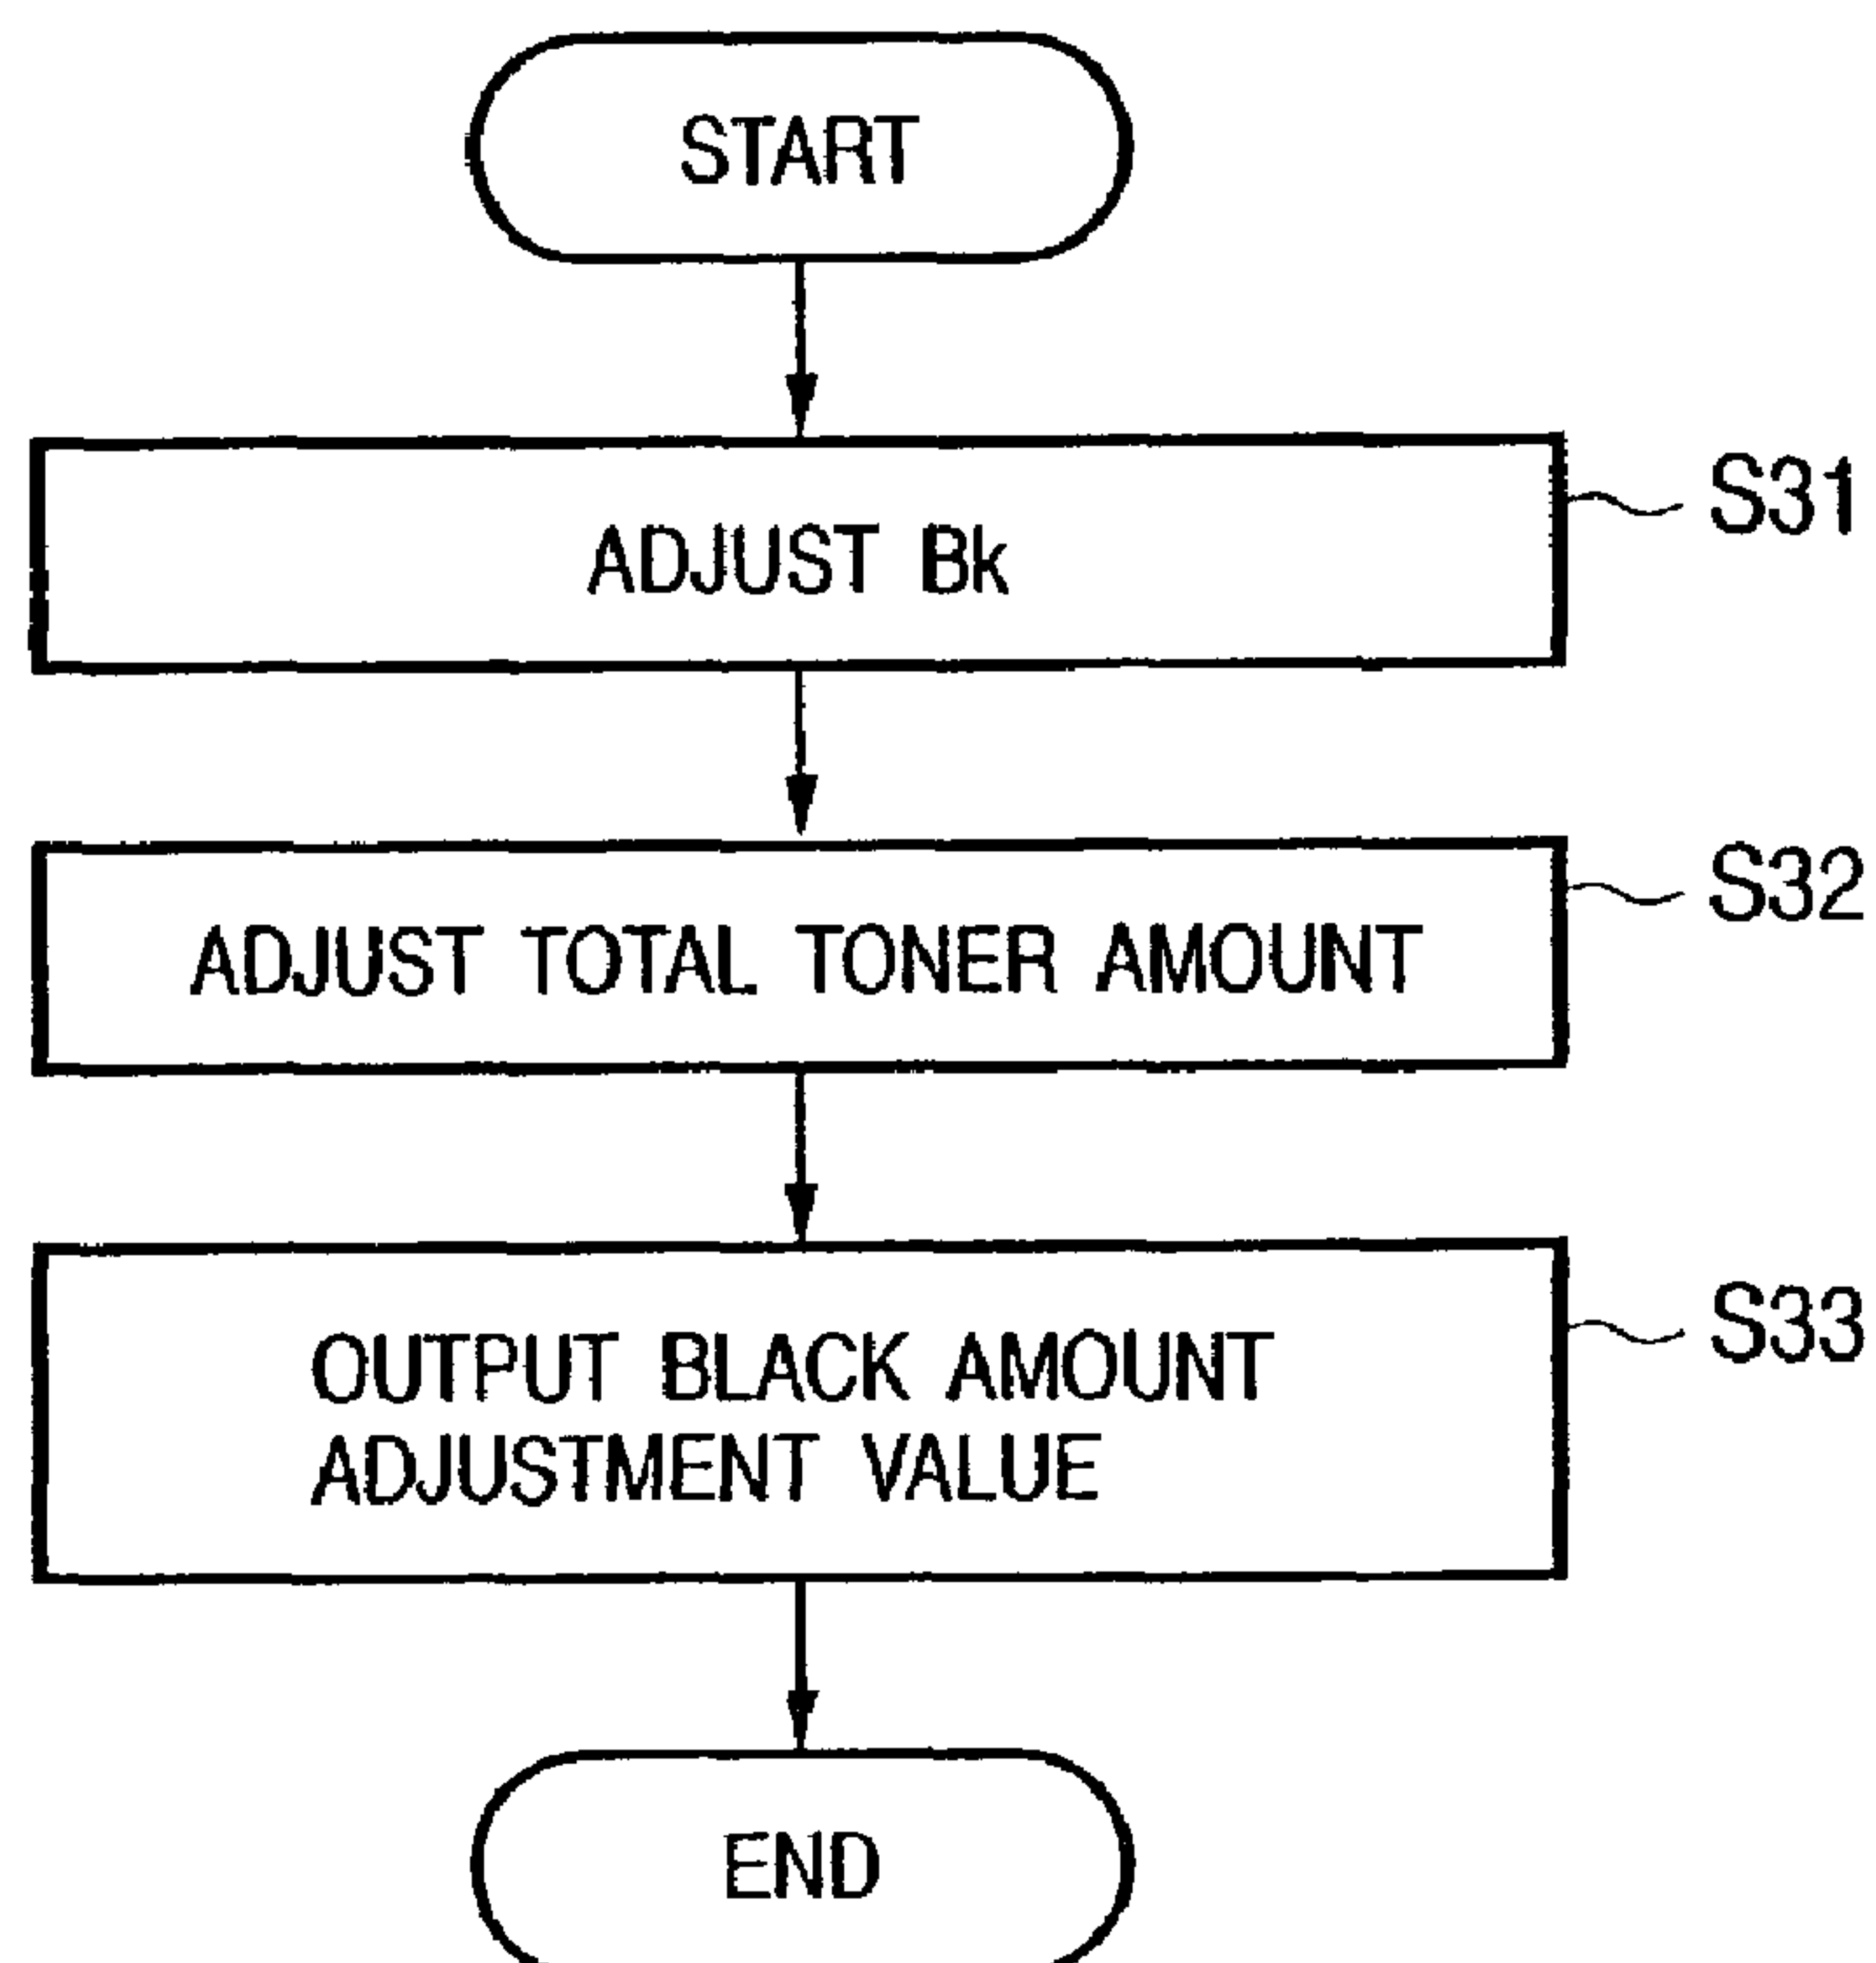 START
ADJUST Bk
S31
ADJUST TOTAL TONER AMOUNT
S32
OUTPUT BLACK AMOUNT
ADJUSTMENT VALUE
S33
END